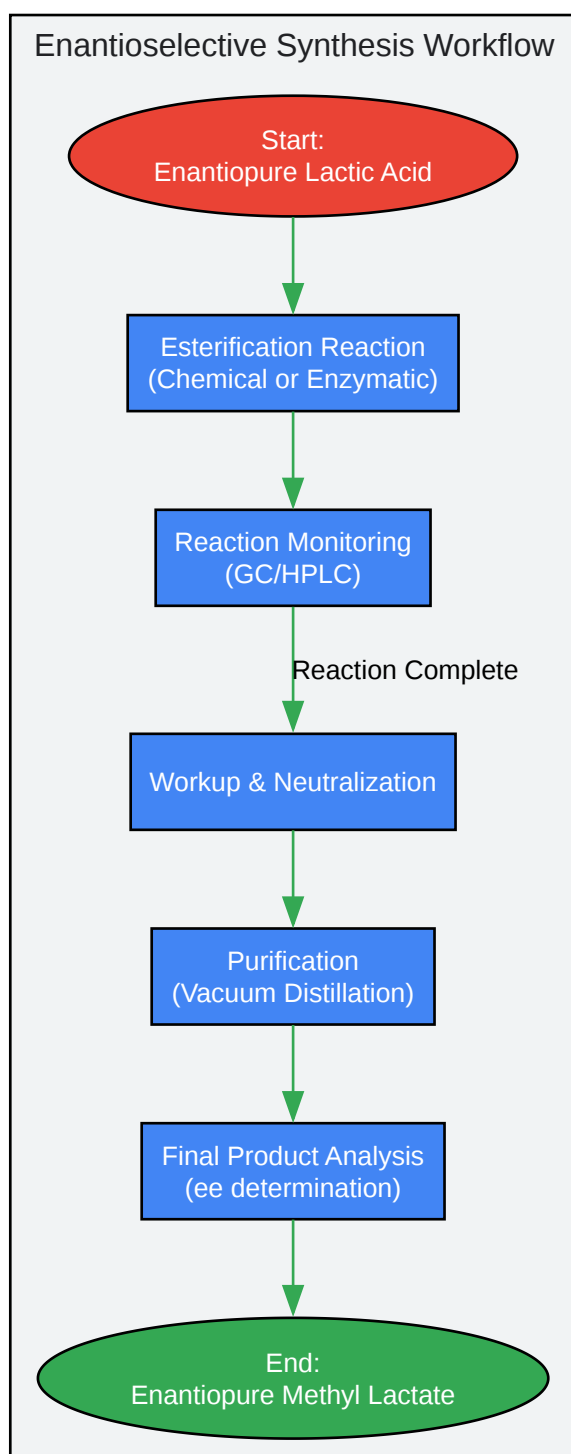 Enantioselective Synthesis Workflow
Start:
Enantiopure Lactic Acid
Esterification Reaction
(Chemical or Enzymatic)
Reaction Monitoring
(GC/HPLC)
Reaction Complete
Workup & Neutralization
Purification
(Vacuum Distillation)
Final Product Analysis
(ee determination)
End:
Enantiopure Methyl Lactate